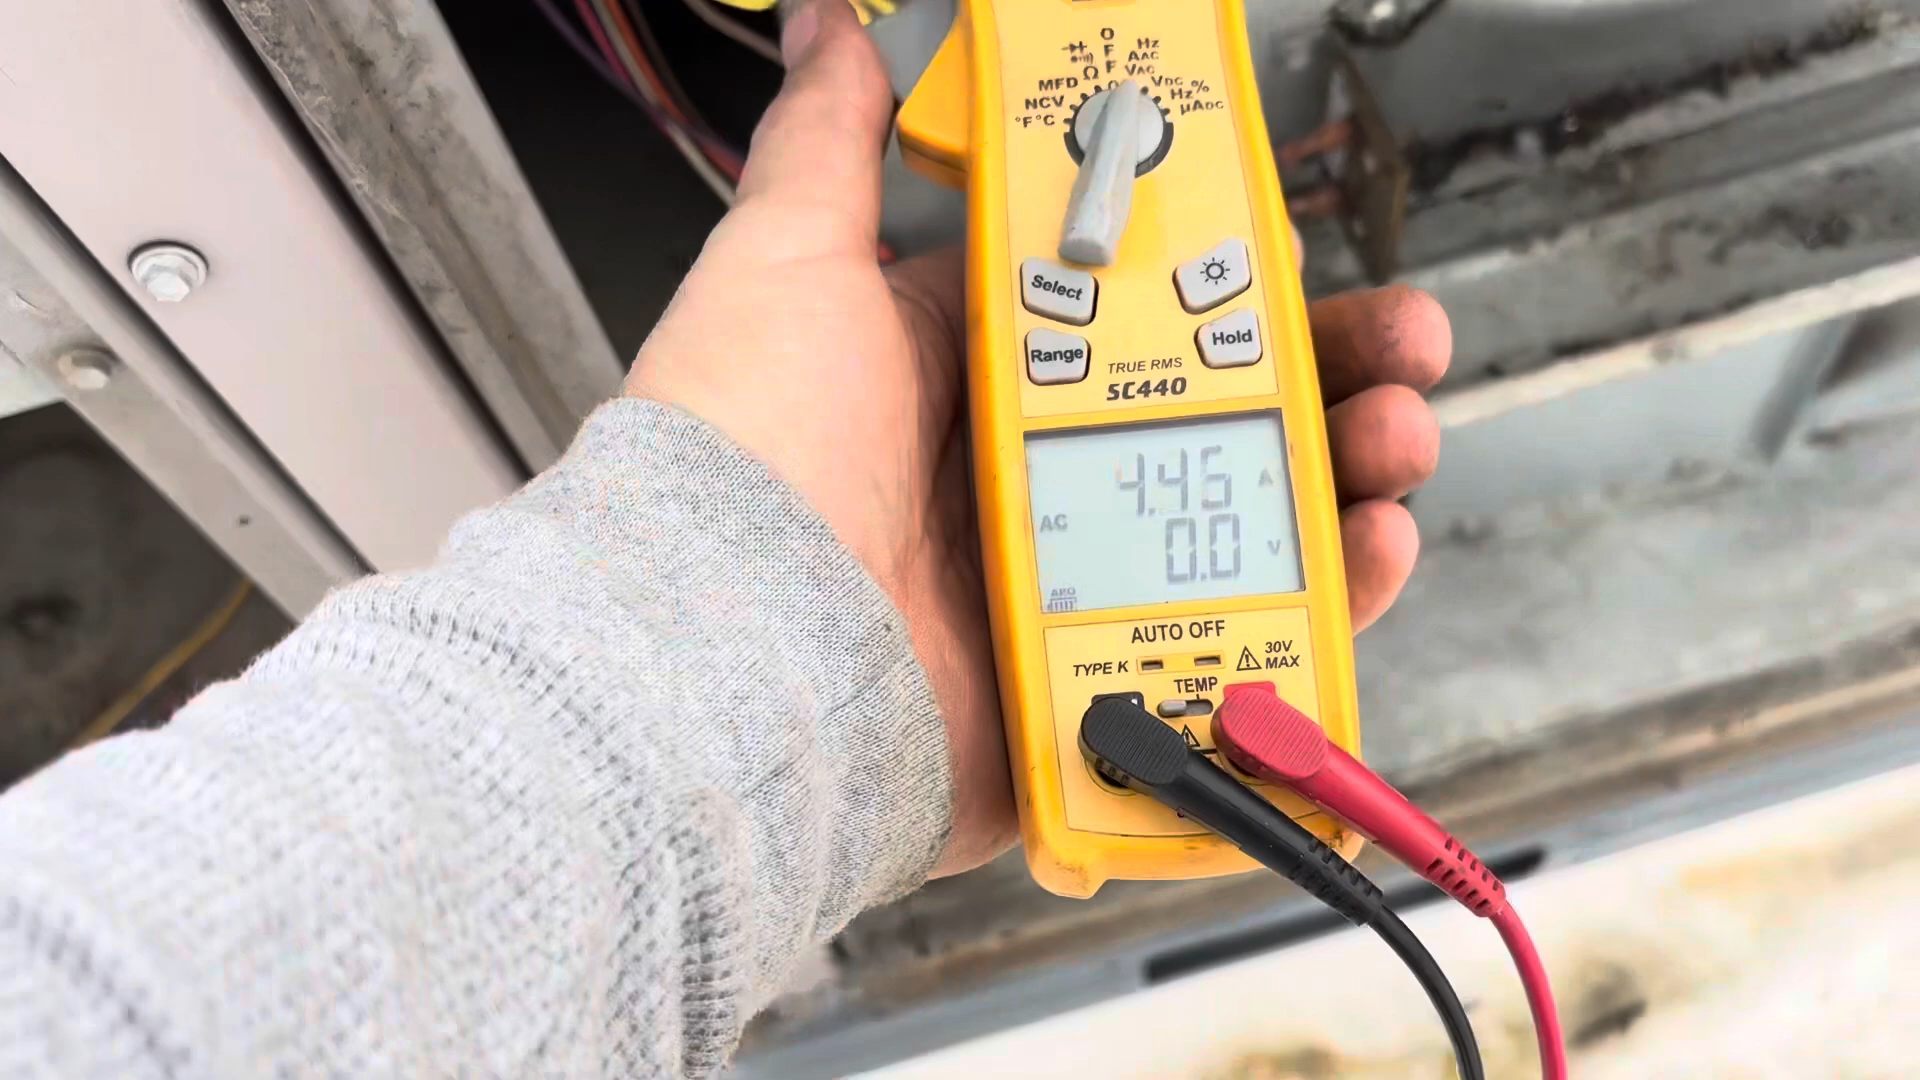 OFF
Hz
AAC
VAC
Ω
MFD
NCV
°F°C
VDC
Hz%
µADC
Select
Range
Hold
TRUE RMS
SC440
4.46 A
AC
0.0 V
AUTO OFF
TYPE K
30V
MAX
TEMP